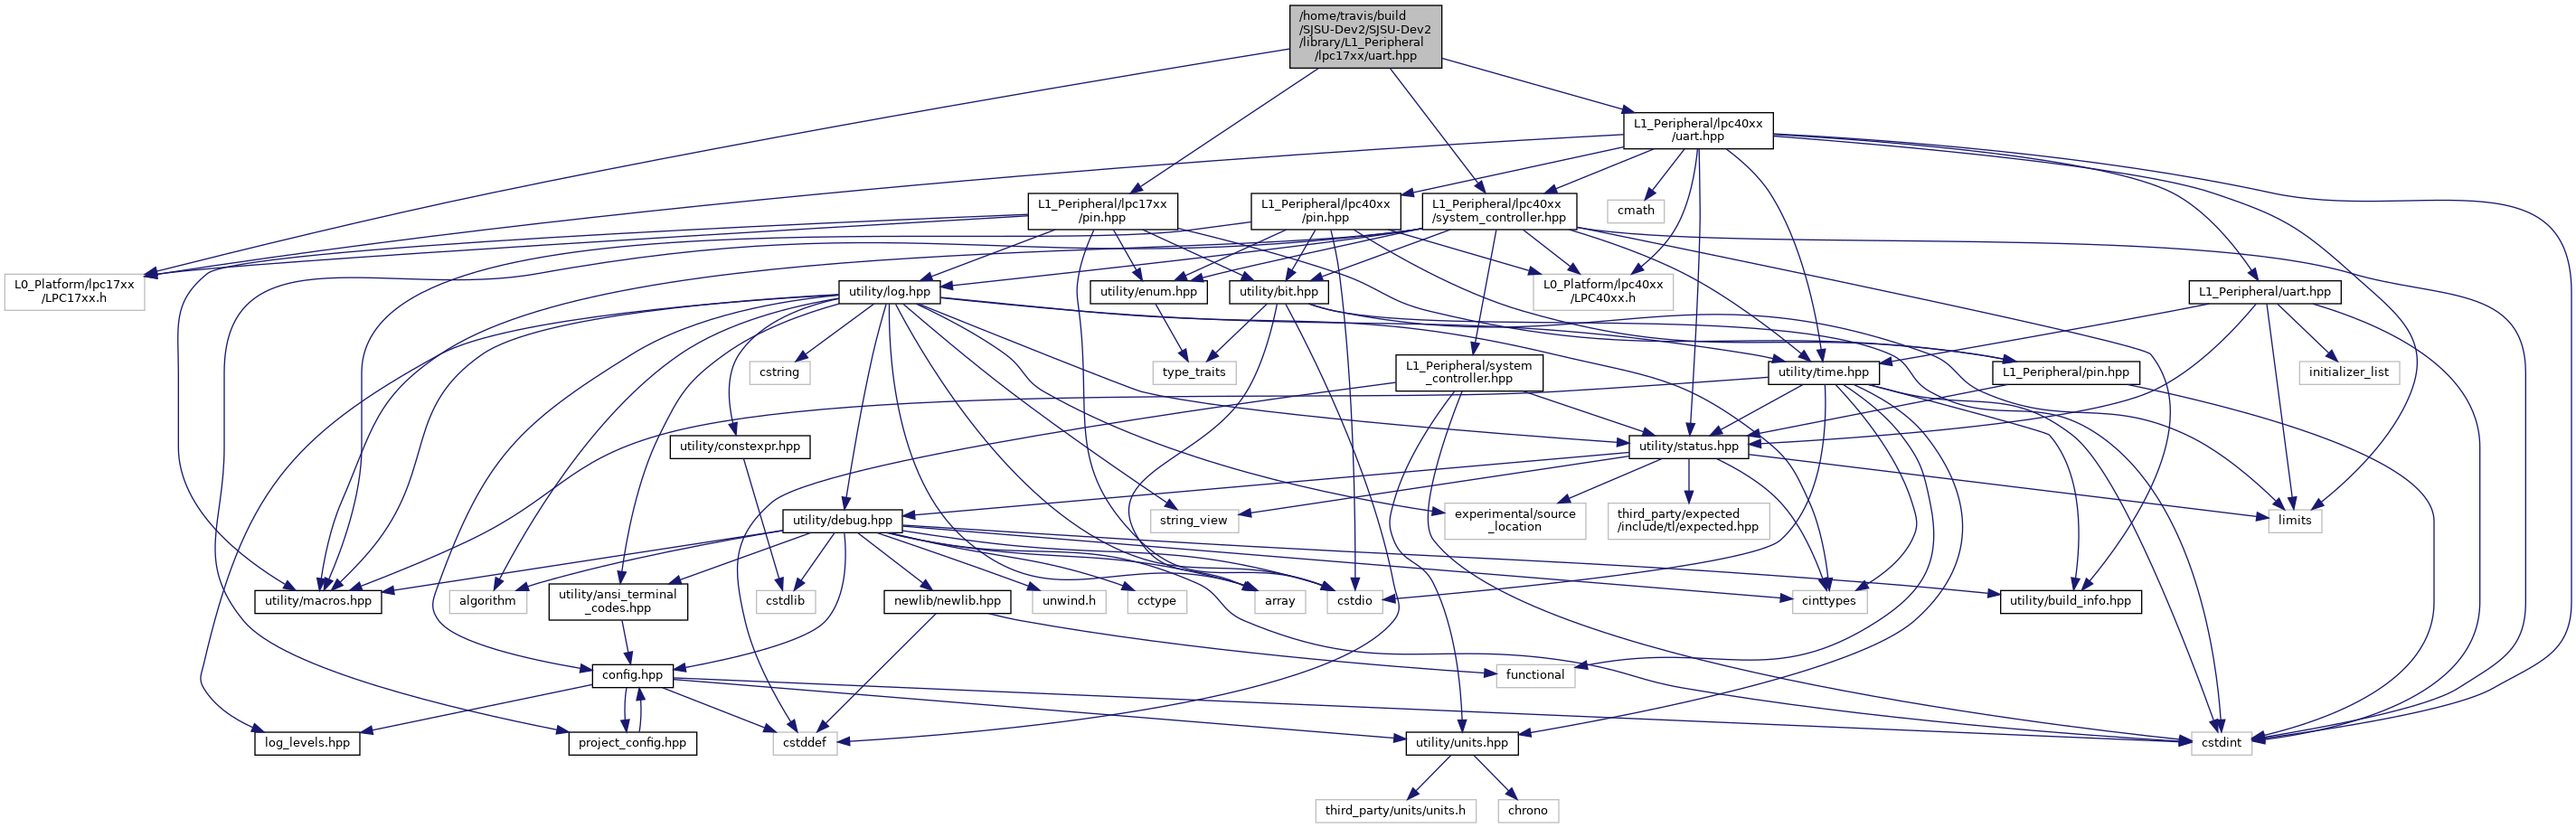 /home/travis/build
/SJSU-Dev2/SJSU-Dev2
/library/L1_Peripheral
/lpc17xx/uart.hpp
L1_Peripheral/lpc40xx
/uart.hpp
L1_Peripheral/lpc17xx
/pin.hpp
L1_Peripheral/lpc40xx
/pin.hpp
L1_Peripheral/lpc40xx
/system_controller.hpp
cmath
L0_Platform/lpc17xx
/LPC17xx.h
utility/log.hpp
utility/enum.hpp
utility/bit.hpp
L0_Platform/lpc40xx
/LPC40xx.h
L1_Peripheral/uart.hpp
cstring
type_traits
L1_Peripheral/system
_controller.hpp
utility/time.hpp
L1_Peripheral/pin.hpp
initializer_list
utility/constexpr.hpp
utility/status.hpp
utility/debug.hpp
string_view
experimental/source
_location
third_party/expected
/include/tl/expected.hpp
limits
utility/macros.hpp
algorithm
utility/ansi_terminal
_codes.hpp
cstdlib
newlib/newlib.hpp
unwind.h
cctype
array
cstdio
cinttypes
utility/build_info.hpp
config.hpp
functional
log_levels.hpp
project_config.hpp
cstddef
utility/units.hpp
cstdint
third_party/units/units.h
chrono